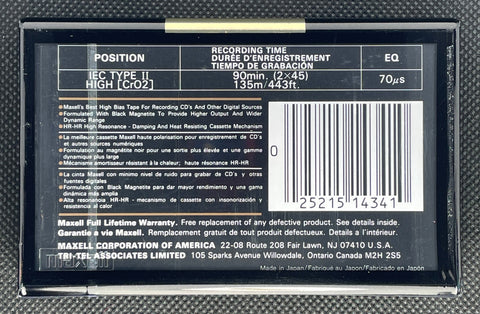 POSITION
RECORDING TIME
DURÉE D'ENREGISTREMENT
TIEMPO DE GRABACIÓN
EQ
IEC TYPE II
HIGH [CrO2]
90min. (2×45)
135m/443ft.
70μs
Maxell's Best High Bias Tape For Recording CD's And Other Digital Sources
Formulated With Black Magnetite To Provide Higher Output And Wider
Dynamic Range
HR-HR High Resonance - Damping And Heat Resisting Cassette Mechanism
La meilleure cassette Maxell haute polarisation pour enregistrement de CD's
et autres sources numériques
Formulation au magnétite noir pour une sortie plus élevée et une gamme
dynamique plus large
Mécanisme amortisseur résistant à la chaleur; haute résonance HR-HR
La cinta Maxell con minimo nivel de ruido para grabar de CD's y otras
fuentes digitales
Formulada con Black Magnetite para dar mayor rendimiento y una gama
dinámica más amplia
Alta resonancia HR-HR - mecanismo de cassette con insonorización y
resistencia al calor
0
25215 14341
Maxell Full Lifetime Warranty. Free replacement of any defective product. See details inside.
Garantie a vie Maxell. Remplacement gratuit de tout produit défectueux. Détails a l'intérieur.
MAXELL CORPORATION OF AMERICA 22-08 Route 208 Fair Lawn, NJ 07410 U.S.A.
TRI-TEL ASSOCIATES LIMITED 105 Sparks Avenue Willowdale, Ontario Canada M2H 2S5
maxell
Made in Japan/Fabriqué au Japon/Fabricado en Japón